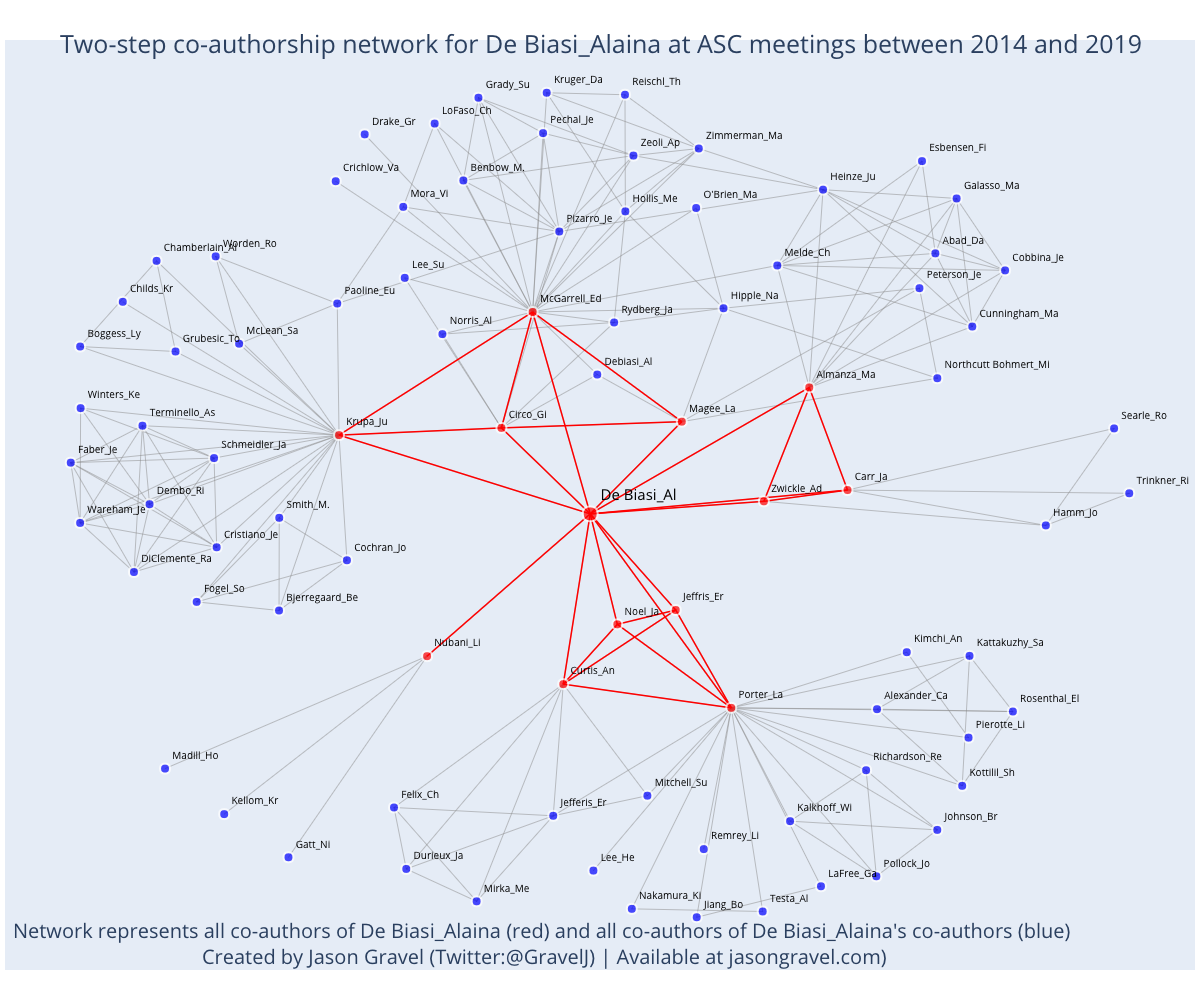 Two-step co-authorship network for De Biasi_Alaina at ASC meetings between 2014 and 2019
Grady_Su
Kruger_Da
Reischl_Th
LoFaso_Ch
Drake_Gr
Pechal_Je
Zimmerman_Ma
Zeoli_Ap
Esbensen_Fi
Crichlow_Va
Benbow_M.
Heinze_Ju
Galasso_Ma
Mora_Vi
Hollis_Me
O'Brien_Ma
Pizarro_Je
Chamberlain_Al
Worden_Ro
Abad_Da
Melde_Ch
Cobbina_Je
Lee_Su
Peterson_Je
Childs_Kr
Paoline_Eu
McGarrell_Ed
Hipple_Na
Rydberg_Ja
Cunningham_Ma
Norris_Al
Boggess_Ly
Grubesic_To
McLean_Sa
Debiasi_Al
Northcutt Bohmert_Mi
Almanza_Ma
Winters_Ke
Terminello_As
Krupa_Ju
Circo_Gi
Magee_La
Searle_Ro
Faber_Je
Schmeidler_Ja
Carr_Ja
Trinkner_Ri
Dembo_Ri
De Biasi_Al
Zwickle_Ad
Wareham_Je
Smith_M.
Hamm_Jo
Cristiano_Je
DiClemente_Ra
Cochran_Jo
Fogel_So
Bjerregaard_Be
Noel_Ja
Jeffris_Er
Nubani_Li
Kimchi_An
Kattakuzhy_Sa
Curtis_An
Porter_La
Alexander_Ca
Rosenthal_El
Pierotte_Li
Madill_Ho
Richardson_Re
Kottilil_Sh
Mitchell_Su
Felix_Ch
Jefferis_Er
Kellom_Kr
Kalkhoff_Wi
Johnson_Br
Gatt_Ni
Durieux_Ja
Lee_He
Remrey_Li
Pollock_Jo
LaFree_Ga
Mirka_Me
Nakamura_Ki
Jiang_Bo
Testa_Al
Network represents all co-authors of De Biasi_Alaina (red) and all co-authors of De Biasi_Alaina's co-authors (blue)
Created by Jason Gravel (Twitter:@GravelJ) | Available at jasongravel.com)